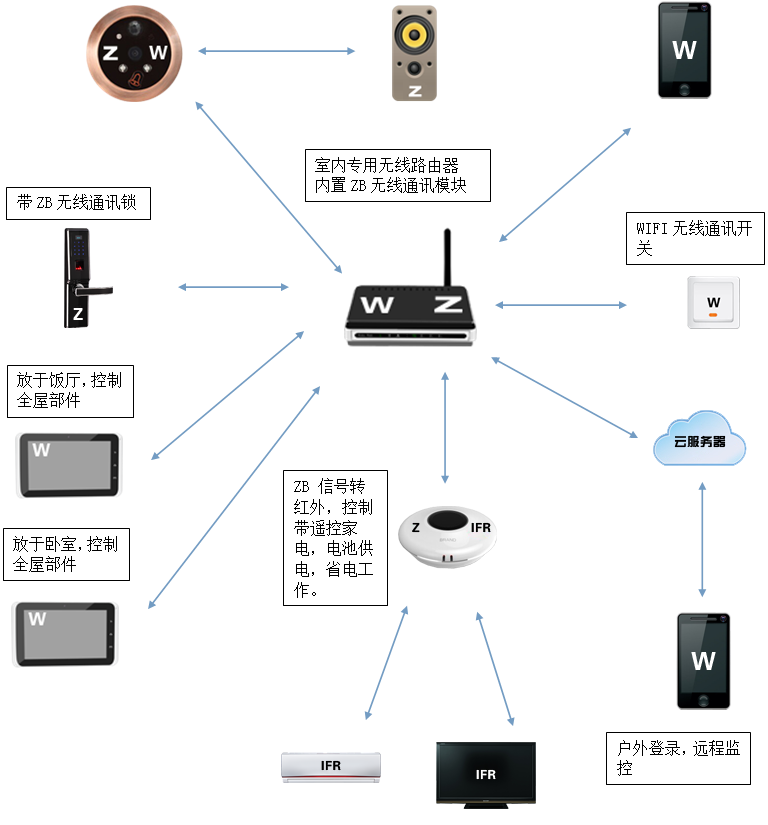 Z W
Z
W
室内专用无线路由器
内置 ZB 无线通讯模块
带 ZB 无线通讯锁
WIFI 无线通讯开
关
Z
W Z
W
放于饭厅，控制
全屋部件
W
云服务器
ZB 信号转
红外，控制
带遥控家
电，电池供
电，省电工
作。
Z IFR
放于卧室，控制
全屋部件
W
W
IFR
IFR
户外登录，远程监
控